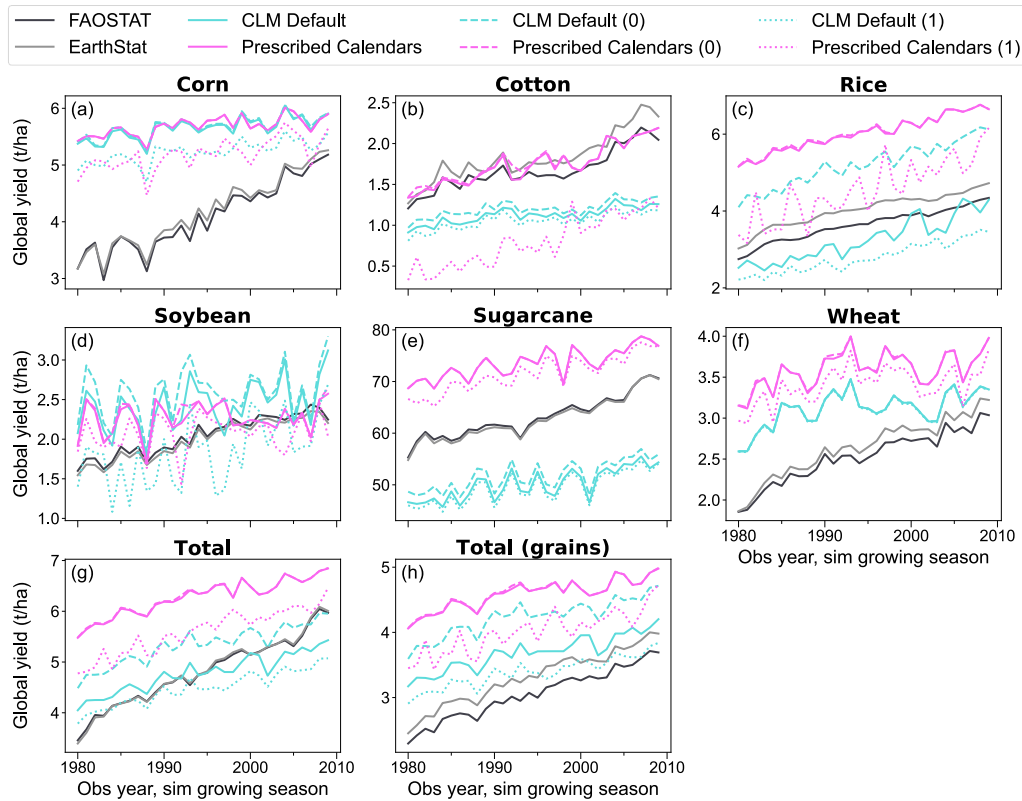 FAOSTAT CLM Default CLM Default (0) CLM Default (1)
EarthStat Prescribed Calendars Prescribed Calendars (0) Prescribed Calendars (1)
Corn Cotton Rice
(a) (b) (c)
Global yield (t/ha)
6
5
4
3
2.5
2.0
1.5
1.0
0.5
6
4
2
Soybean Sugarcane Wheat
(d) (e) (f)
Global yield (t/ha)
3.0
2.5
2.0
1.5
1.0
80
70
60
50
4.0
3.5
3.0
2.5
2.0
1980 1990 2000 2010
Obs year, sim growing season
Total Total (grains)
(g) (h)
Global yield (t/ha)
7
6
5
4
5
4
3
1980 1990 2000 2010 1980 1990 2000 2010
Obs year, sim growing season Obs year, sim growing season